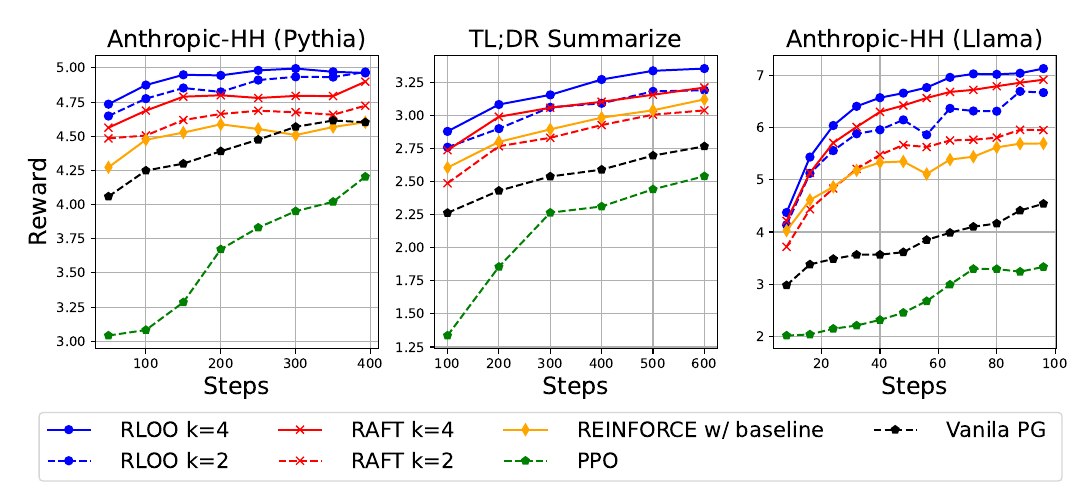 Anthropic-HH (Pythia)
TL;DR Summarize
Anthropic-HH (Llama)
Reward
5.00
4.75
4.50
4.25
4.00
3.75
3.50
3.25
3.00
100
200
300
400
Steps
3.25
3.00
2.75
2.50
2.25
2.00
1.75
1.50
1.25
100
200
300
400
500
600
Steps
7
6
5
4
3
2
20
40
60
80
100
Steps
RLOO k=4
RLOO k=2
RAFT k=4
RAFT k=2
REINFORCE w/ baseline
PPO
Vanila PG